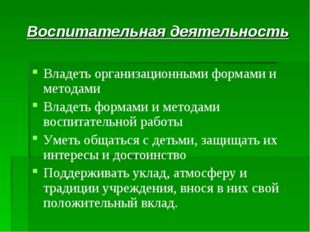 Воспитательная деятельность
Владеть организационными формами и
методами
Владеть формами и методами
воспитательной работы
Уметь общаться с детьми, защищать их
интересы и достоинство
Поддерживать уклад, атмосферу и
традиции учреждения, внося в них свой
положительный вклад.